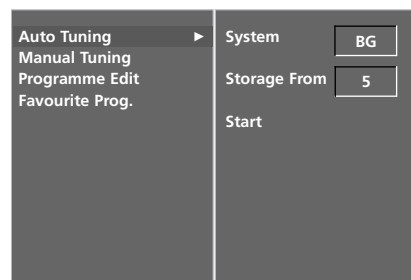 Auto Tuning ►
Manual Tuning
Programme Edit
Favourite Prog.
System BG
Storage From 5
Start